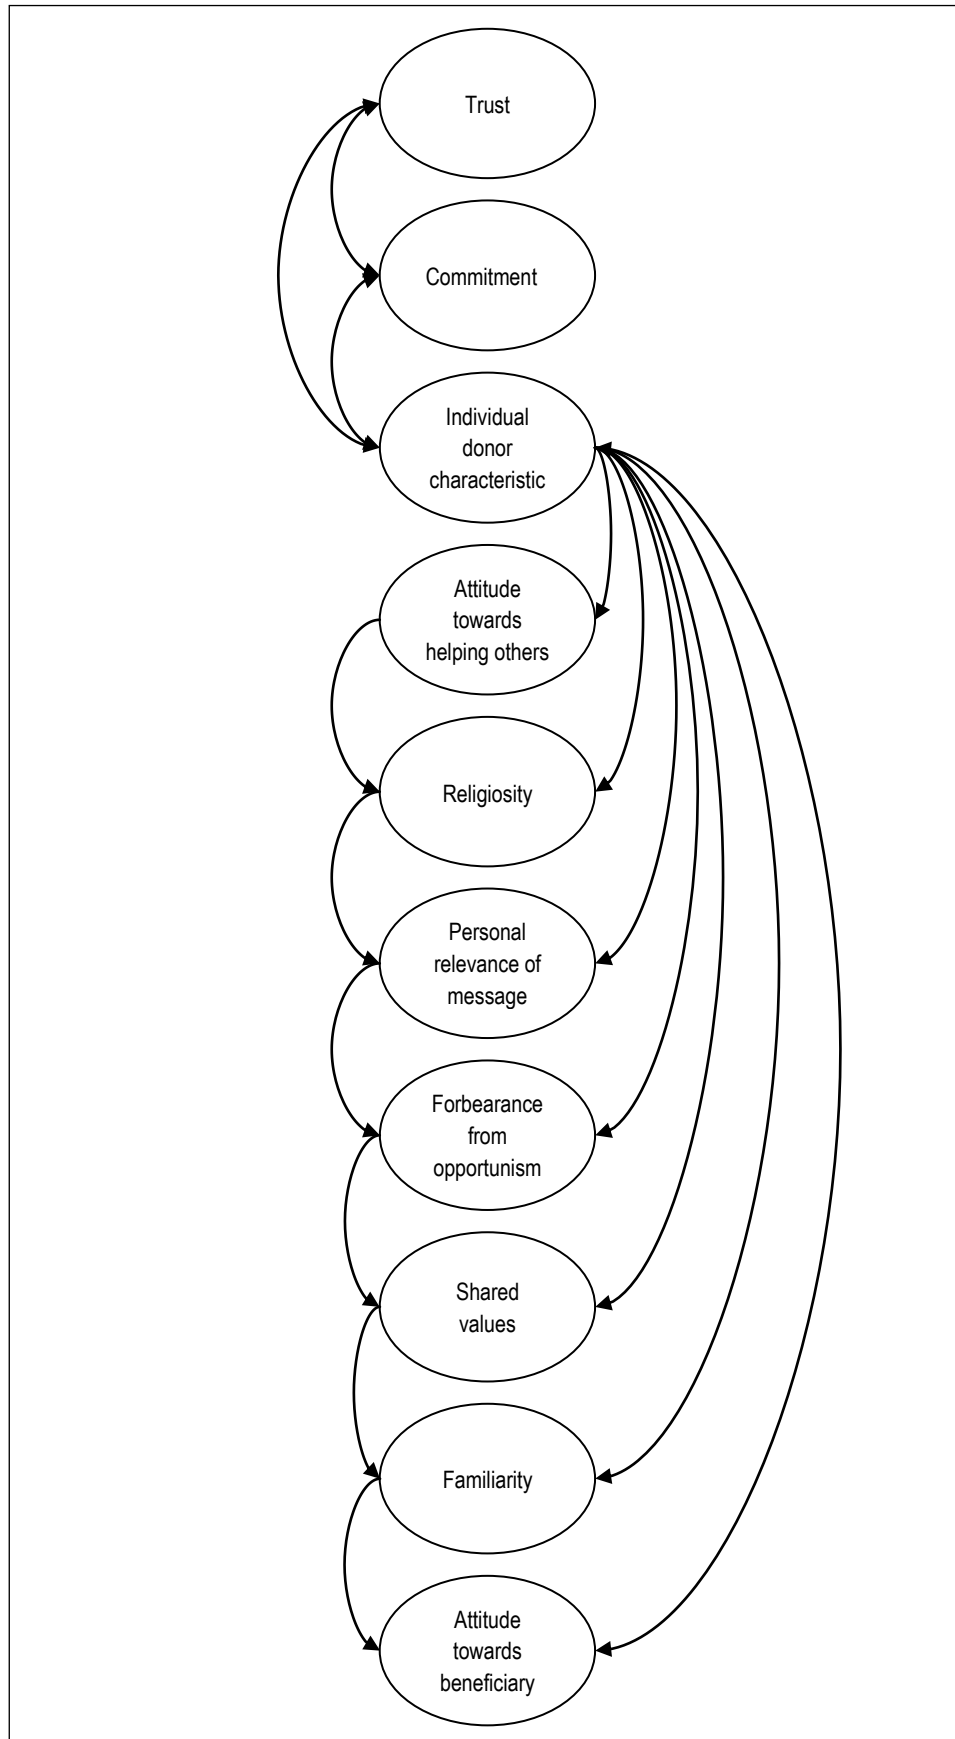 Trust
Commitment
Individual
donor
characteristic
Attitude
towards
helping others
Religiosity
Personal
relevance of
message
Forbearance
from
opportunism
Shared
values
Familiarity
Attitude
towards
beneficiary